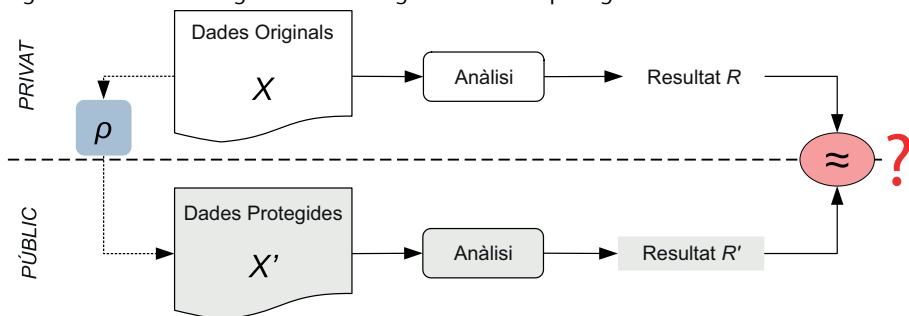 PRIVAT
Dades Originals
X
Anàlisi
Resultat R
ρ
≈
?
PÚBLIC
Dades Protegides
X’
Anàlisi
Resultat R'